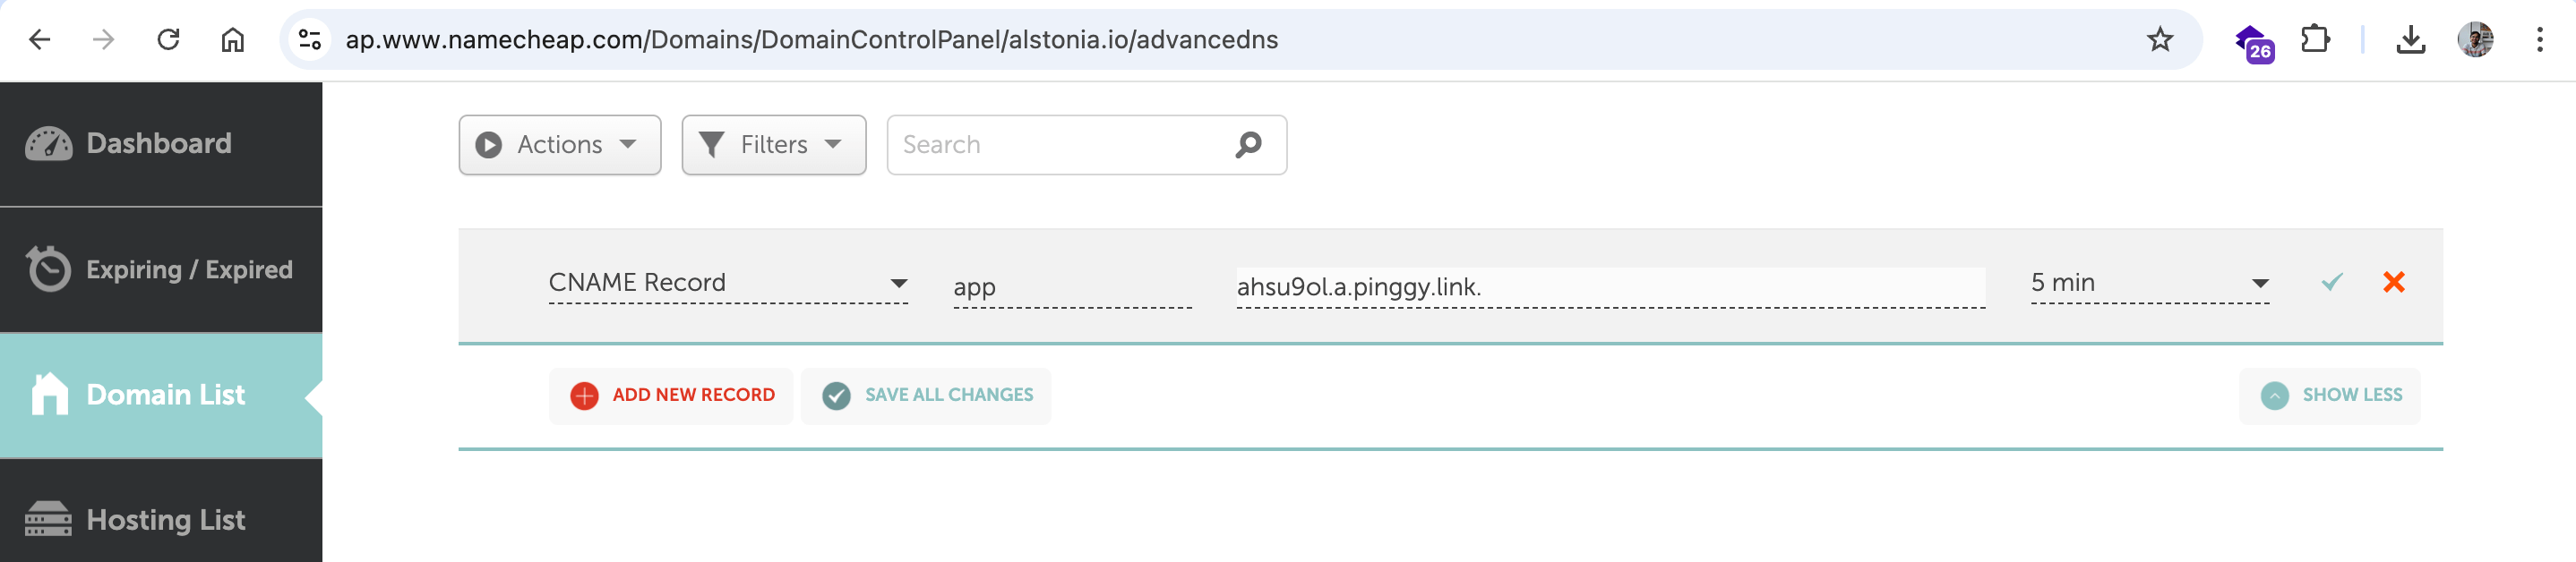 ap.www.namecheap.com/Domains/DomainControlPanel/alstonia.io/advancedns
26
Dashboard
Expiring / Expired
Domain List
Hosting List
Actions
Filters
Search
CNAME Record
app
ahsu9ol.a.pinggy.link.
5 min
ADD NEW RECORD
SAVE ALL CHANGES
SHOW LESS